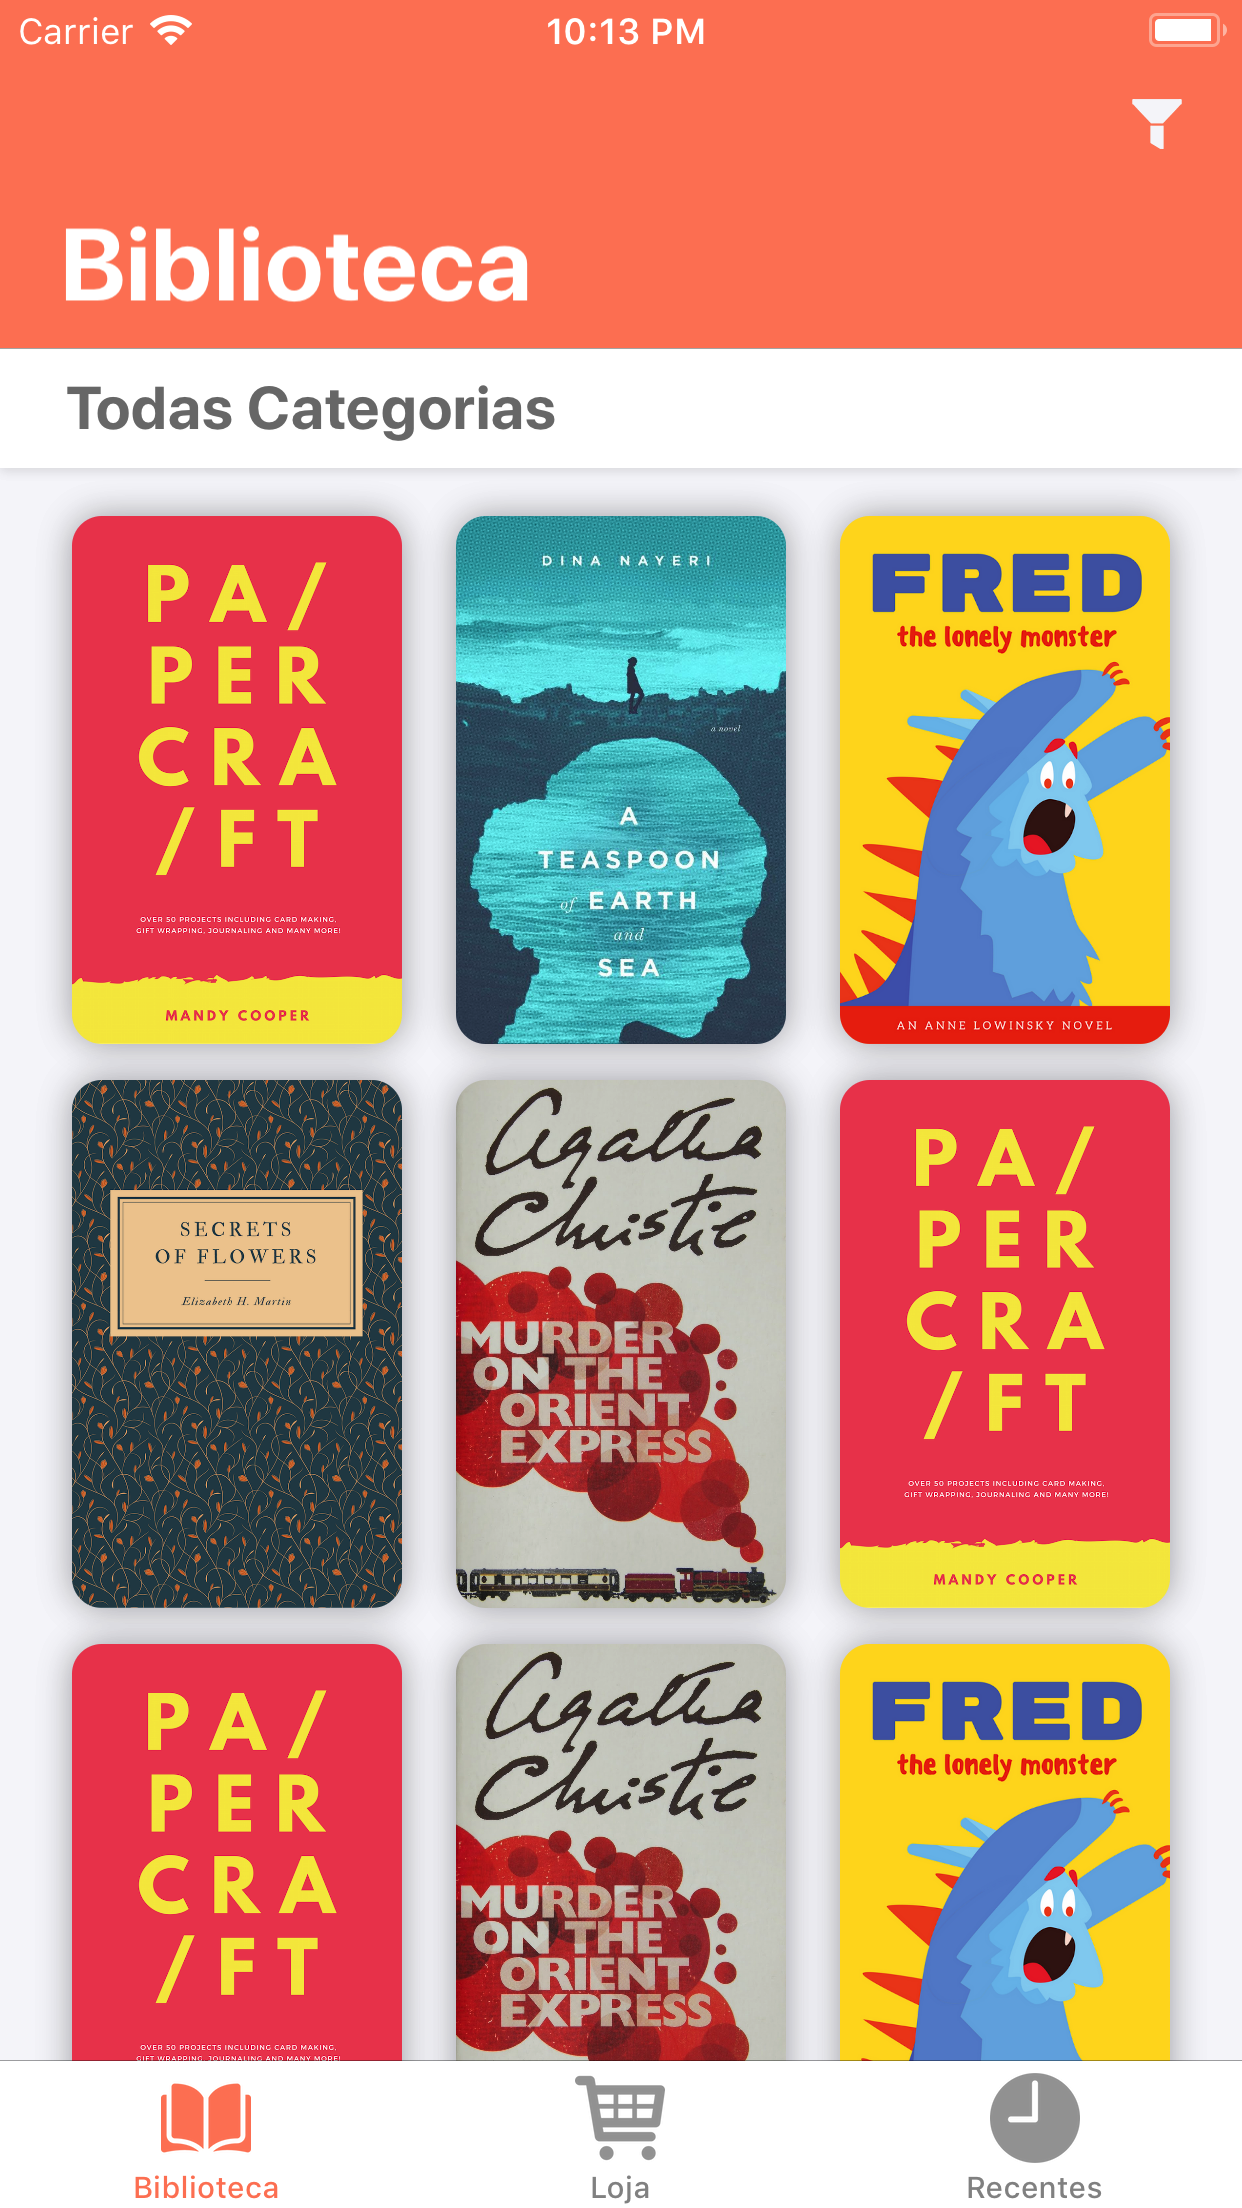 Carrier
10:13 PM
Biblioteca
Todas Categorias
PA/
PER
CRA
/FT
OVER 50 PROJECTS INCLUDING CARD MAKING,
GIFT WRAPPING, JOURNALING AND MANY MORE!
MANDY COOPER
DINA NAYERI
a novel
A
TEASPOON
of EARTH
and
SEA
FRED
the lonely monster
AN ANNE LOWINSKY NOVEL
SECRETS
OF FLOWERS
Elizabeth H. Martin
Agatha
Christie
MURDER
ON THE
ORIENT
EXPRESS
PA/
PER
CRA
/FT
OVER 50 PROJECTS INCLUDING CARD MAKING,
GIFT WRAPPING, JOURNALING AND MANY MORE!
MANDY COOPER
PA/
PER
CRA
/FT
OVER 50 PROJECTS INCLUDING CARD MAKING,
GIFT WRAPPING, JOURNALING AND MANY MORE!
Agatha
Christie
MURDER
ON THE
ORIENT
EXPRESS
FRED
the lonely monster
Biblioteca
Loja
Recentes